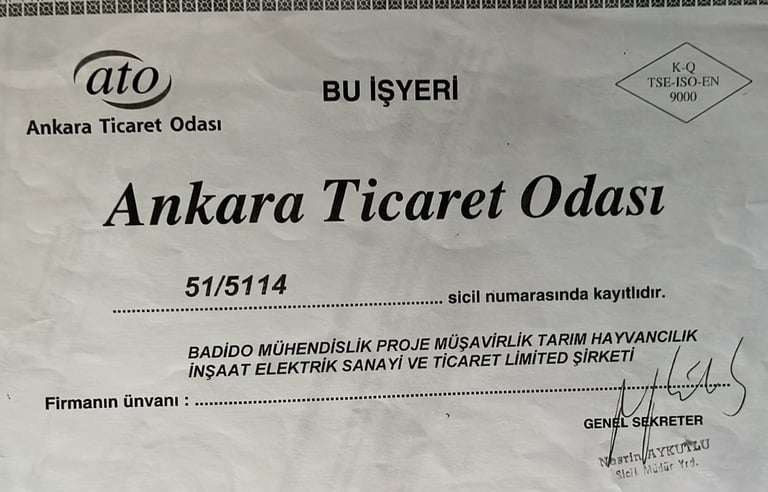 ato
Ankara Ticaret Odası
BU İŞYERİ
K-Q
TSE-ISO-EN
9000
Ankara Ticaret Odası
51/5114
sicil numarasında kayıtlıdır.
BADİDO MÜHENDİSLİK PROJE MÜŞAVİRLİK TARIM HAYVANCILIK
İNŞAAT ELEKTRİK SANAYİ VE TİCARET LİMİTED ŞİRKETİ
Firmanın ünvanı :
GENEL SEKRETER
Nesrin AYKUTLU
Sicil Müdür Yrd.